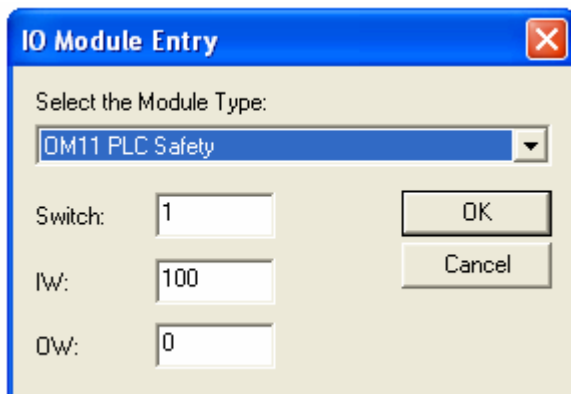 IO Module Entry
Select the Module Type:
OM11 PLC Safety
Switch: 1
OK
IW: 100
Cancel
OW: 0